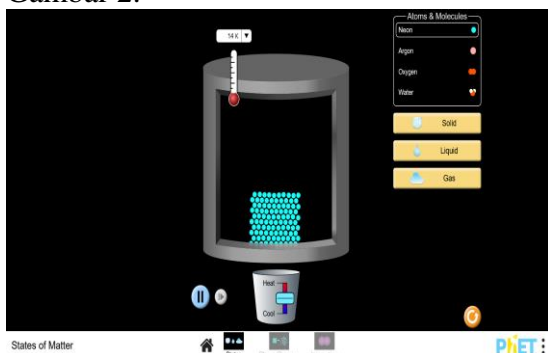 Gambar 2.
14 K
Atoms & Molecules
Neon
Argon
Oxygen
Water
Solid
Liquid
Gas
Heat
Cool
States of Matter
PhET